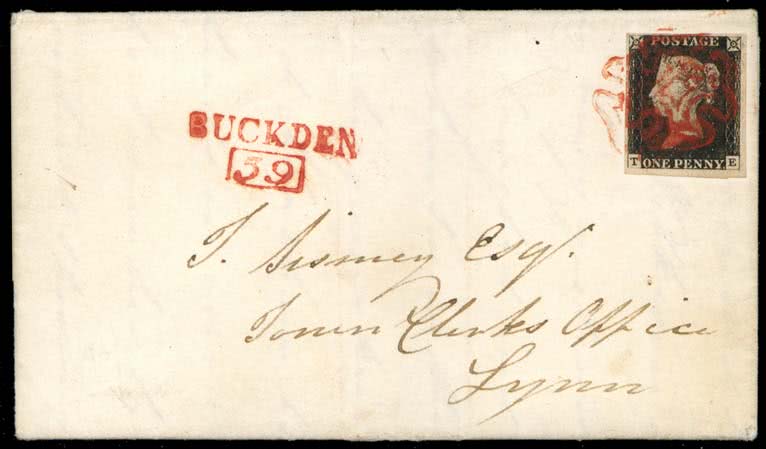 POSTAGE
BUCKDEN
59
T ONE PENNY E
T. Esq.
Town Clerks Office
Lynn